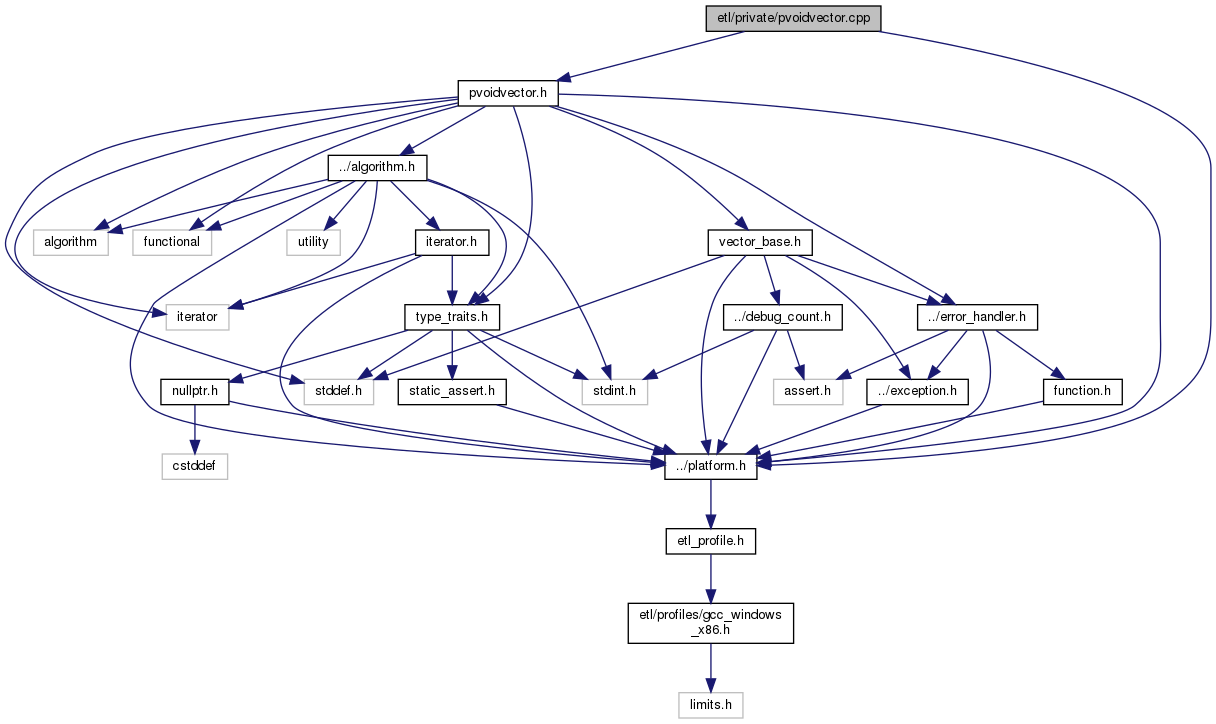 etl/private/pvoidvector.cpp
pvoidvector.h
../algorithm.h
algorithm
functional
utility
iterator.h
vector_base.h
iterator
type_traits.h
../debug_count.h
../error_handler.h
nullptr.h
stddef.h
static_assert.h
stdint.h
assert.h
../exception.h
function.h
cstddef
../platform.h
etl_profile.h
etl/profiles/gcc_windows
_x86.h
limits.h